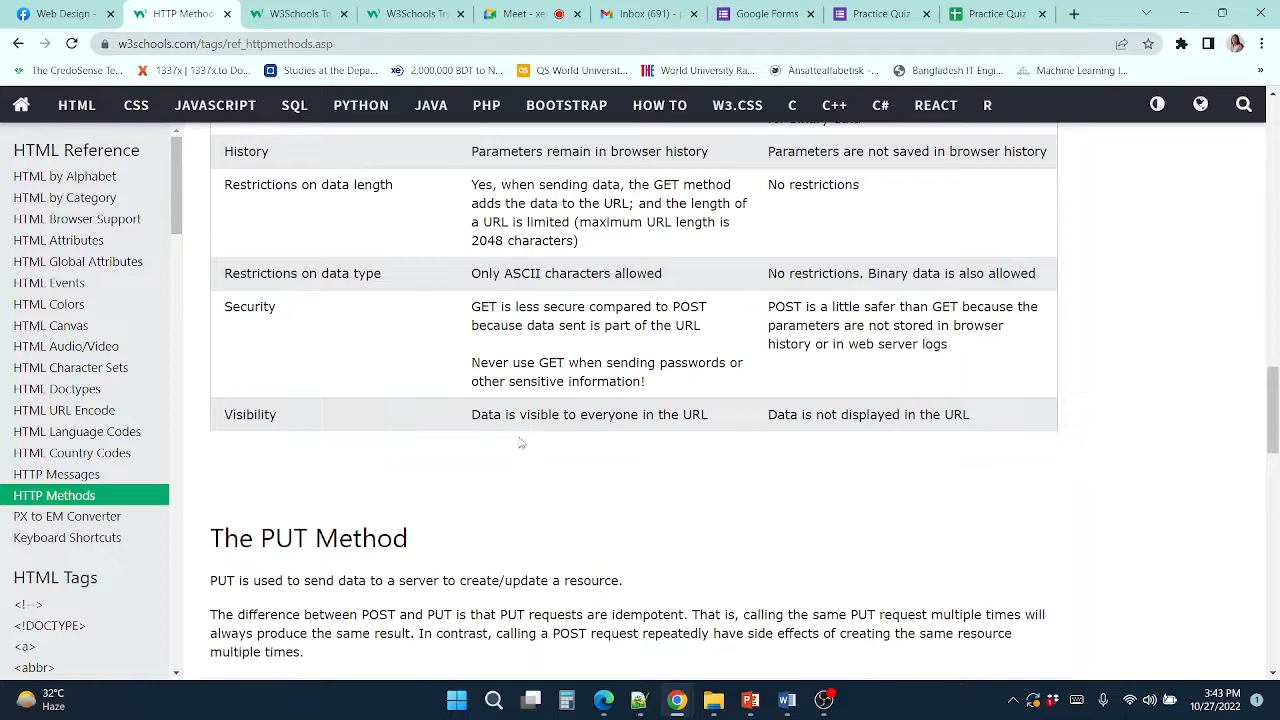 Web Design -
HTTP Method
W3Schools Try
W3Schools Try
Meet - xe
Inbox (691) - p
Google Forms
Practice Quiz
Practice Quiz
w3schools.com/tags/ref_httpmethods.asp
The CredoSense Te...
1337x | 1337x.to Do...
Studies at the Depa...
2,000,000 BDT to N...
QS World Universit...
World University Ra...
Ansattealfabetisk –...
Bangladesh IT Engi...
Machine Learning I...
»
HTML CSS JAVASCRIPT SQL PYTHON JAVA PHP BOOTSTRAP HOW TO W3.CSS C C++ C# REACT R
HTML Reference
HTML by Alphabet
HTML by Category
HTML Browser Support
HTML Attributes
HTML Global Attributes
HTML Events
HTML Colors
HTML Canvas
HTML Audio/Video
HTML Character Sets
HTML Doctypes
HTML URL Encode
HTML Language Codes
HTML Country Codes
HTTP Messages
HTTP Methods
PX to EM Converter
Keyboard Shortcuts
HTML Tags
<!-->
<!DOCTYPE>
<a>
<abbr>
for binary data
History
Parameters remain in browser history
Parameters are not saved in browser history
Restrictions on data length
Yes, when sending data, the GET method
adds the data to the URL; and the length of
a URL is limited (maximum URL length is
2048 characters)
No restrictions
Restrictions on data type
Only ASCII characters allowed
No restrictions. Binary data is also allowed
Security
GET is less secure compared to POST
because data sent is part of the URL
Never use GET when sending passwords or
other sensitive information!
POST is a little safer than GET because the
parameters are not stored in browser
history or in web server logs
Visibility
Data is visible to everyone in the URL
Data is not displayed in the URL
The PUT Method
PUT is used to send data to a server to create/update a resource.
The difference between POST and PUT is that PUT requests are idempotent. That is, calling the same PUT request multiple times will
always produce the same result. In contrast, calling a POST request repeatedly have side effects of creating the same resource
multiple times.
32°C
Haze
3:43 PM
10/27/2022